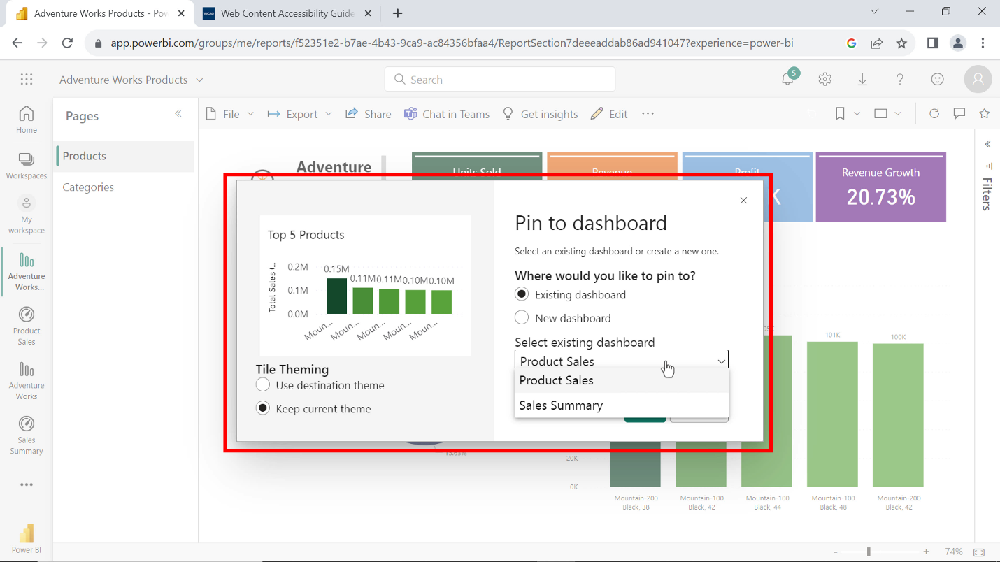 Adventure Works Products - Pow
Web Content Accessibility Guide
app.powerbi.com/groups/me/reports/f52351e2-b7ae-4b43-9ca9-ac84356bfaa4/ReportSection7deeeaddab86ad941047?experience=power-bi
Adventure Works Products
Search
5
Home
Workspaces
My
workspace
Adventure
Works...
Product
Sales
Adventure
Works
Sales
Summary
Power BI
Pages
Products
Categories
File
Export
Share
Chat in Teams
Get insights
Edit
Adventure
Units Sold
Revenue
Profit
K
Revenue Growth
20.73%
Filters
Top 5 Products
Total Sales (...
0.2M
0.1M
0.0M
0.15M
0.11M
0.11M
0.10M
0.10M
Moun...
Moun...
Moun...
Moun...
Moun...
Tile Theming
Use destination theme
Keep current theme
Pin to dashboard
Select an existing dashboard or create a new one.
Where would you like to pin to?
Existing dashboard
New dashboard
Select existing dashboard
Product Sales
Product Sales
Sales Summary
101K
100K
20K
0K
Mountain-200
Black, 38
Mountain-100
Black, 42
Mountain-100
Black, 44
Mountain-100
Black, 48
Mountain-200
Black, 42
74%